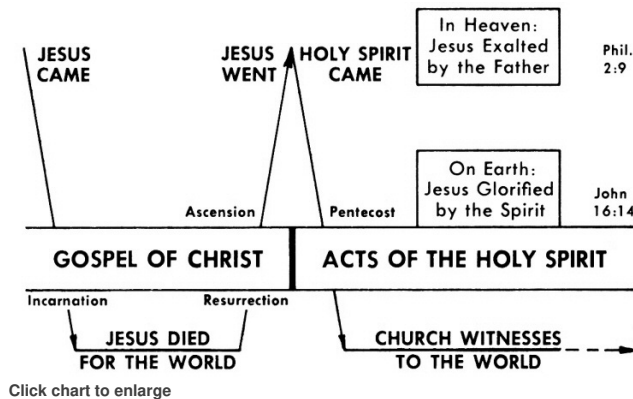 JESUS
CAME
JESUS
WENT
HOLY SPIRIT
CAME
In Heaven:
Jesus Exalted
by the Father
Phil.
2:9
On Earth:
Jesus Glorified
by the Spirit
John
16:14
Ascension
Pentecost
GOSPEL OF CHRIST
ACTS OF THE HOLY SPIRIT
Incarnation
Resurrection
JESUS DIED
FOR THE WORLD
CHURCH WITNESSES
TO THE WORLD
Click chart to enlarge